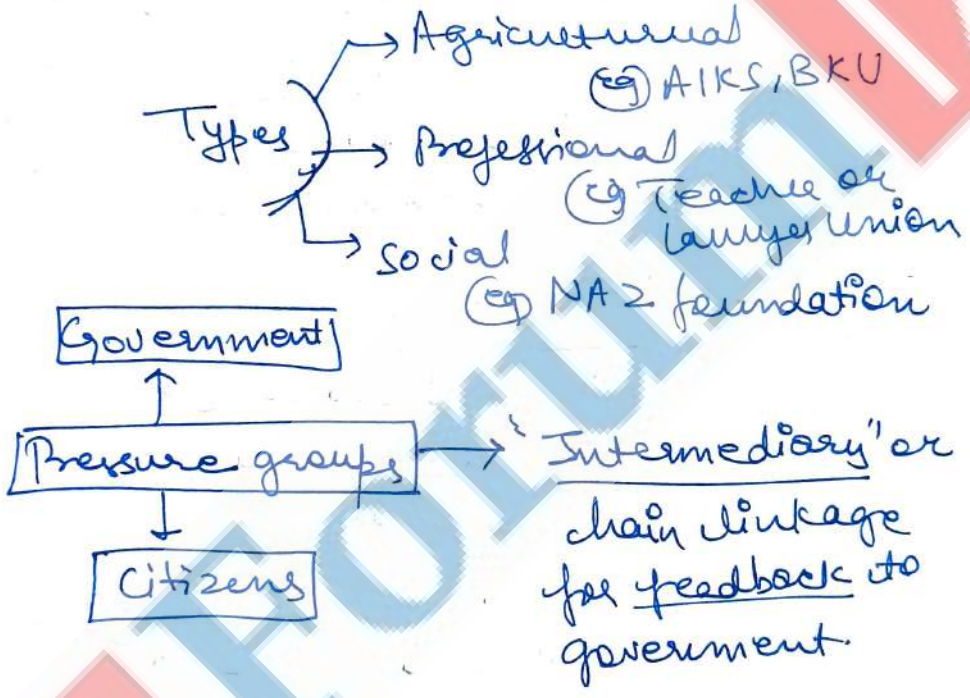 Agricultural
eg AIKS, BKU
Types
Professional
eg Teacher or
lawyer Union
Social
eg NAZ foundation
Government
Pressure groups
"Intermediary" or
chain linkage
for feedback to
government.
Citizens
Forum